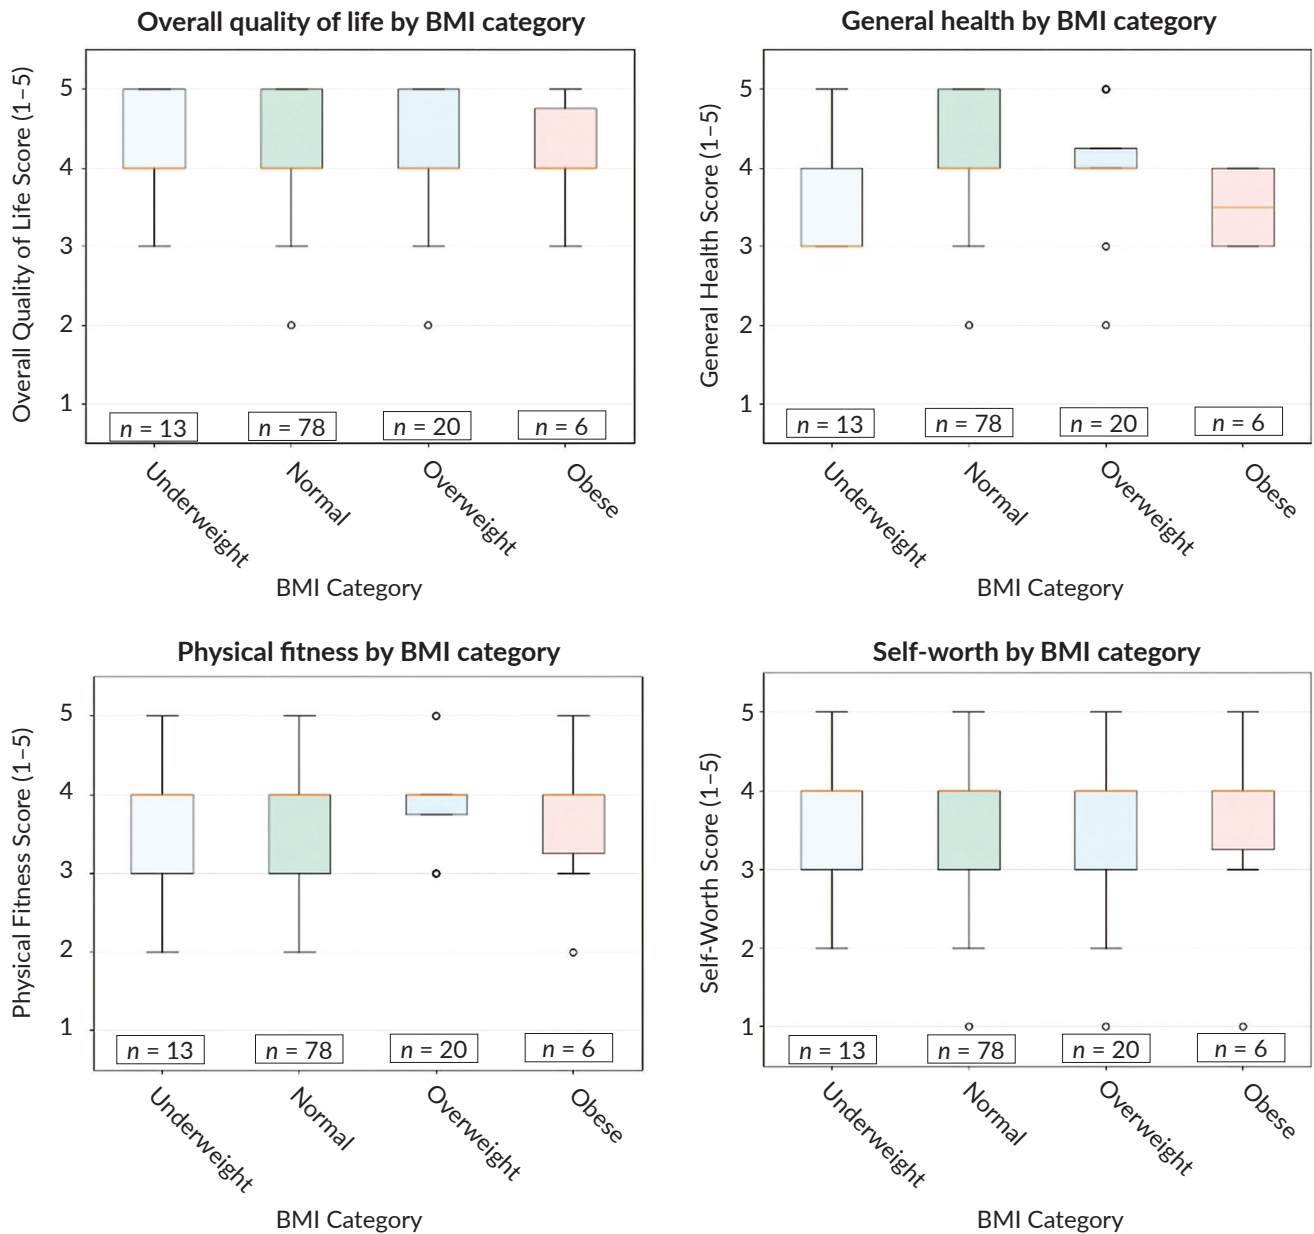 Overall quality of life by BMI category
Overall Quality of Life Score (1–5)
5
4
3
2
1
n = 13
n = 78
n = 20
n = 6
Underweight
Normal
Overweight
Obese
BMI Category
General health by BMI category
General Health Score (1–5)
5
4
3
2
1
n = 13
n = 78
n = 20
n = 6
Underweight
Normal
Overweight
Obese
BMI Category
Physical fitness by BMI category
Physical Fitness Score (1–5)
5
4
3
2
1
n = 13
n = 78
n = 20
n = 6
Underweight
Normal
Overweight
Obese
BMI Category
Self-worth by BMI category
Self-Worth Score (1–5)
5
4
3
2
1
n = 13
n = 78
n = 20
n = 6
Underweight
Normal
Overweight
Obese
BMI Category